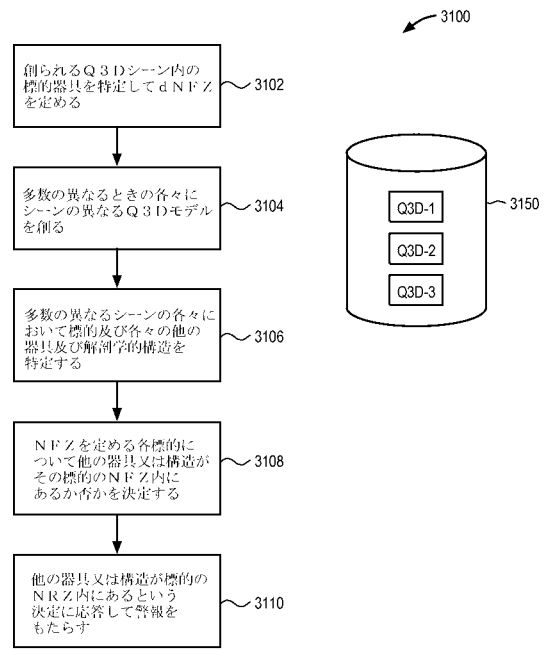 3100
創られるＱ３Ｄシーン内の
標的器具を特定してｄＮＦＺ
を定める
3102
多数の異なるときの各々に
シーンの異なるＱ３Ｄモデル
を創る
3104
多数の異なるシーンの各々に
おいて標的及び各々の他の
器具及び解剖学的構造を
特定する
3106
ＮＦＺを定める各標的に
ついて他の器具又は構造が
その標的のＮＦＺ内に
あるか否かを決定する
3108
他の器具又は構造が標的の
ＮＲＺ内にあるという
決定に応答して警報を
もたらす
3110
Q3D-1
Q3D-2
Q3D-3
3150